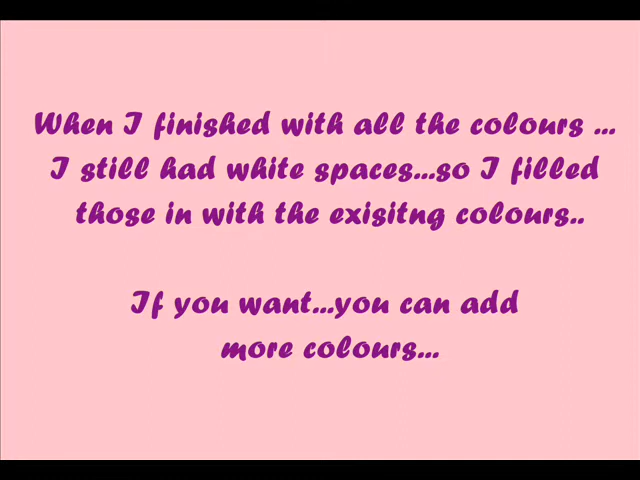 When I finished with all the colours ...
I still had white spaces...so I filled
those in with the exisitng colours..
If you want...you can add
more colours...